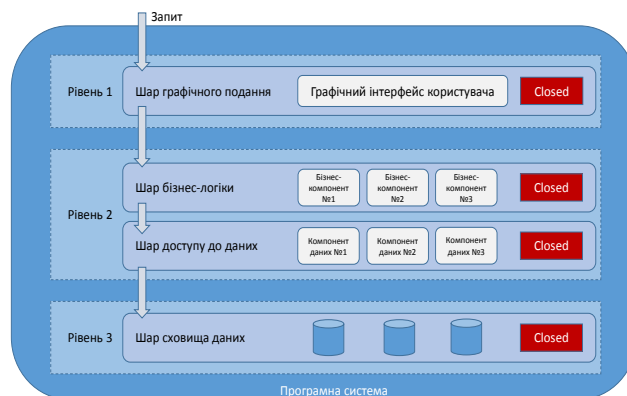 Запит
Рівень 1
Шар графічного подання
Графічний інтерфейс користувача
Closed
Рівень 2
Шар бізнес-логіки
Бізнес-
компонент
№1
Бізнес-
компонент
№2
Бізнес-
компонент
№3
Closed
Шар доступу до даних
Компонент
даних №1
Компонент
даних №2
Компонент
даних №3
Closed
Рівень 3
Шар сховища даних
Closed
Програмна система